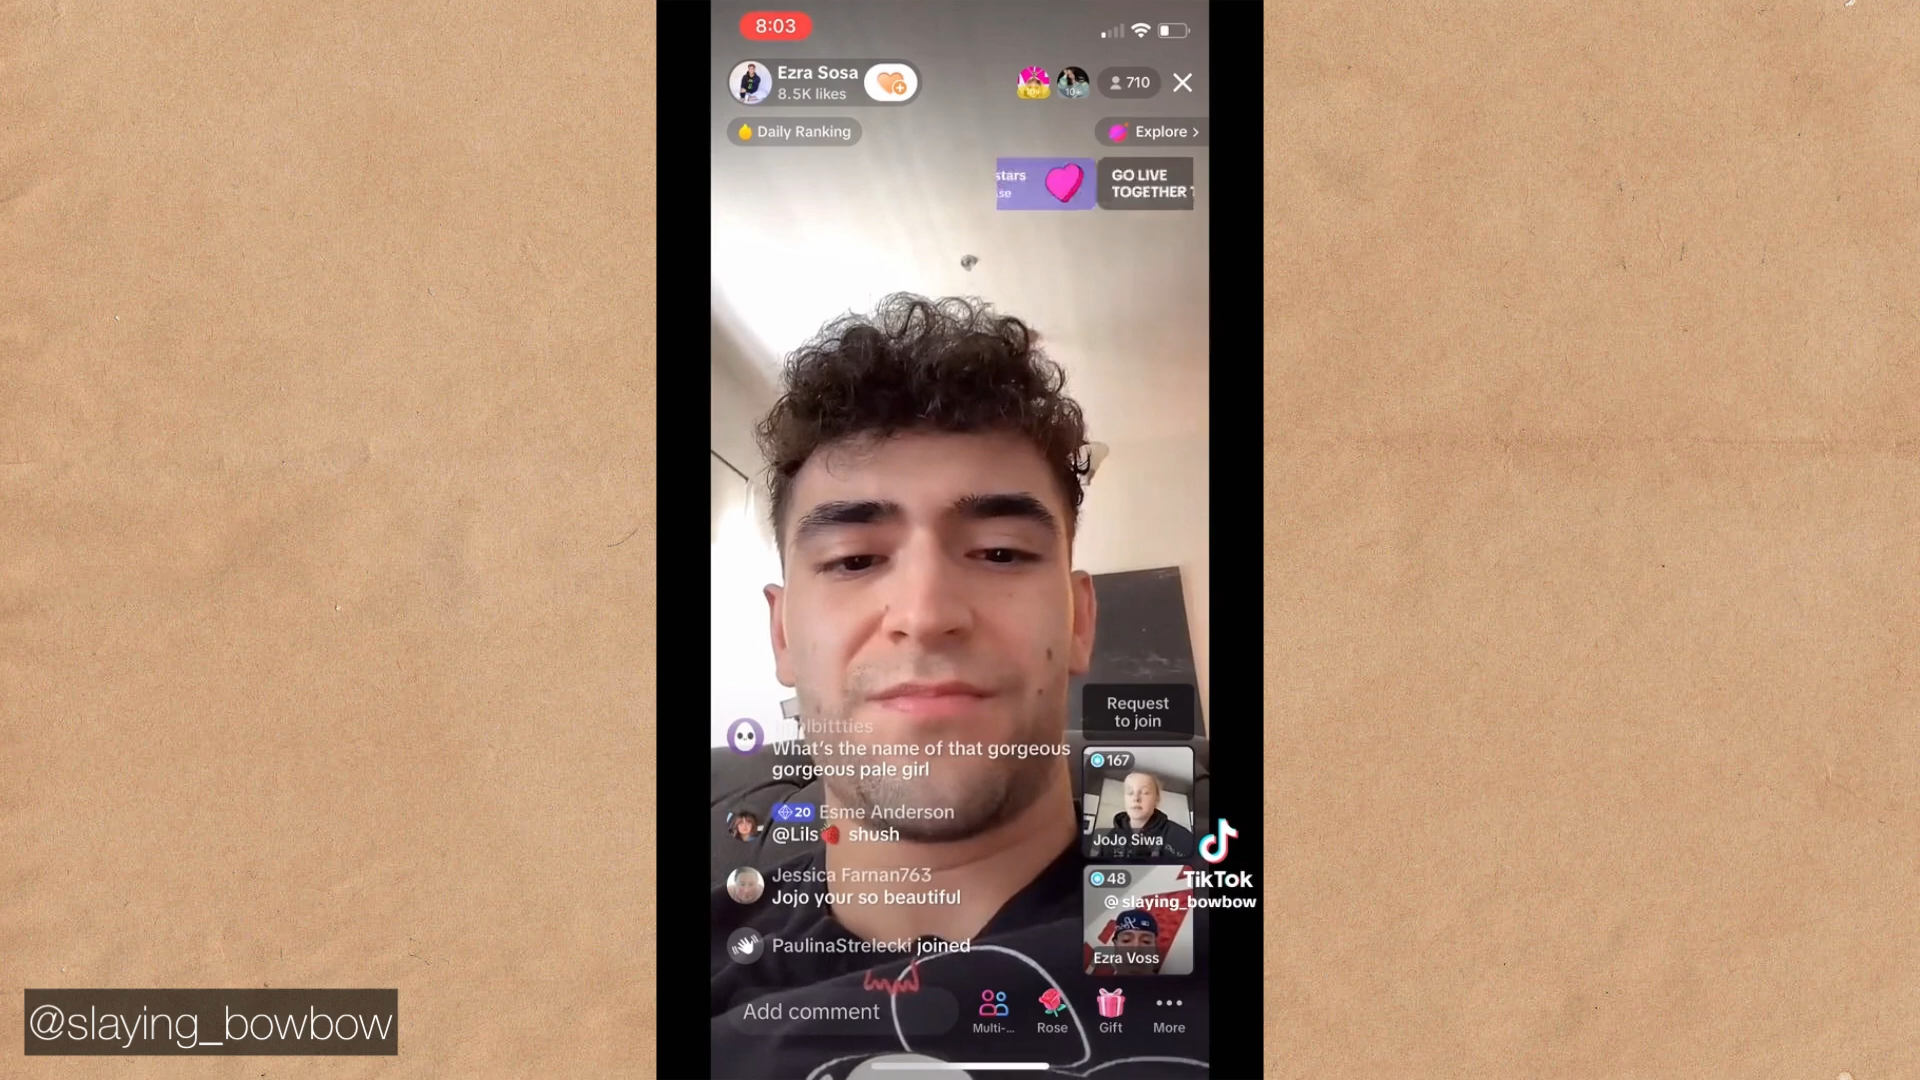 8:03
Ezra Sosa
8.5K likes
710
Daily Ranking
Explore >
stars
GO LIVE
TOGETHER
What's the name of that gorgeous
gorgeous pale girl
20 Esme Anderson
@Lils🍓 shush
Jessica Farnan763
Jojo your so beautiful
PaulinaStrelecki joined
Request
to join
167
JoJo Siwa
48
TikTok
@slaying_bowbow
Ezra Voss
Add comment
Multi-...
Rose
Gift
More
@slaying_bowbow